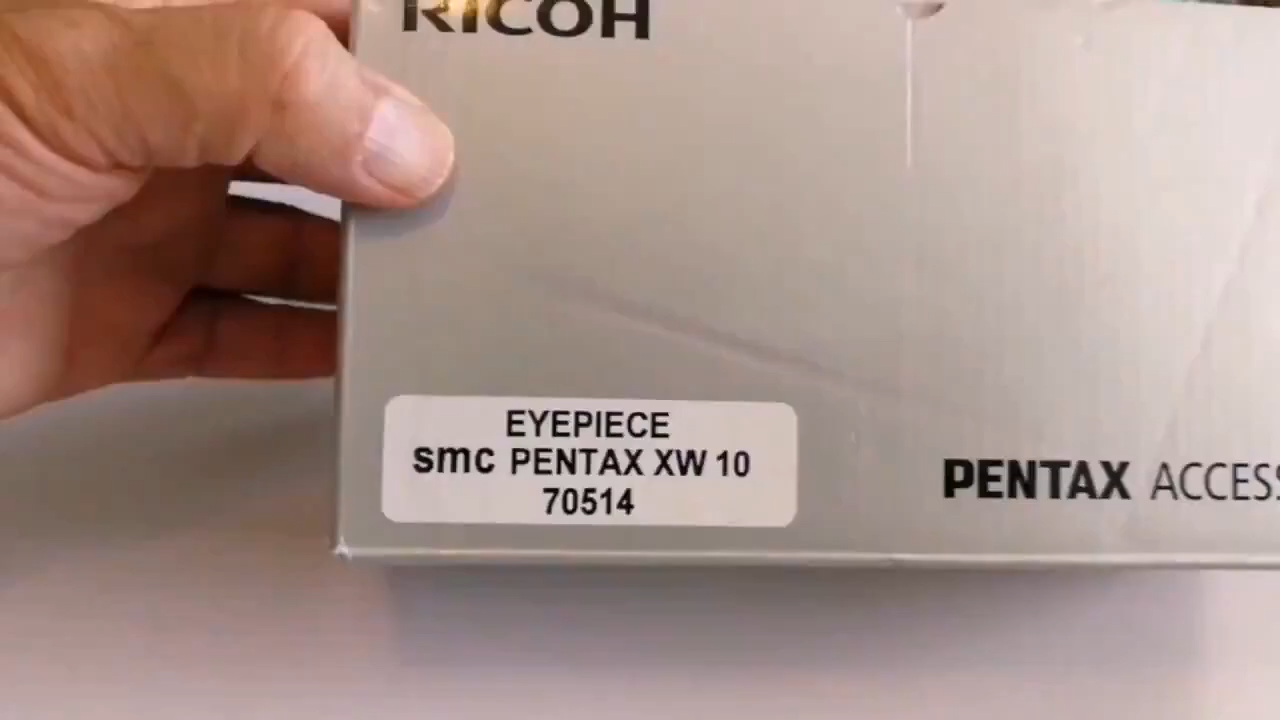 RICOH
EYEPIECE
smc PENTAX XW 10
70514
PENTAX ACCESS